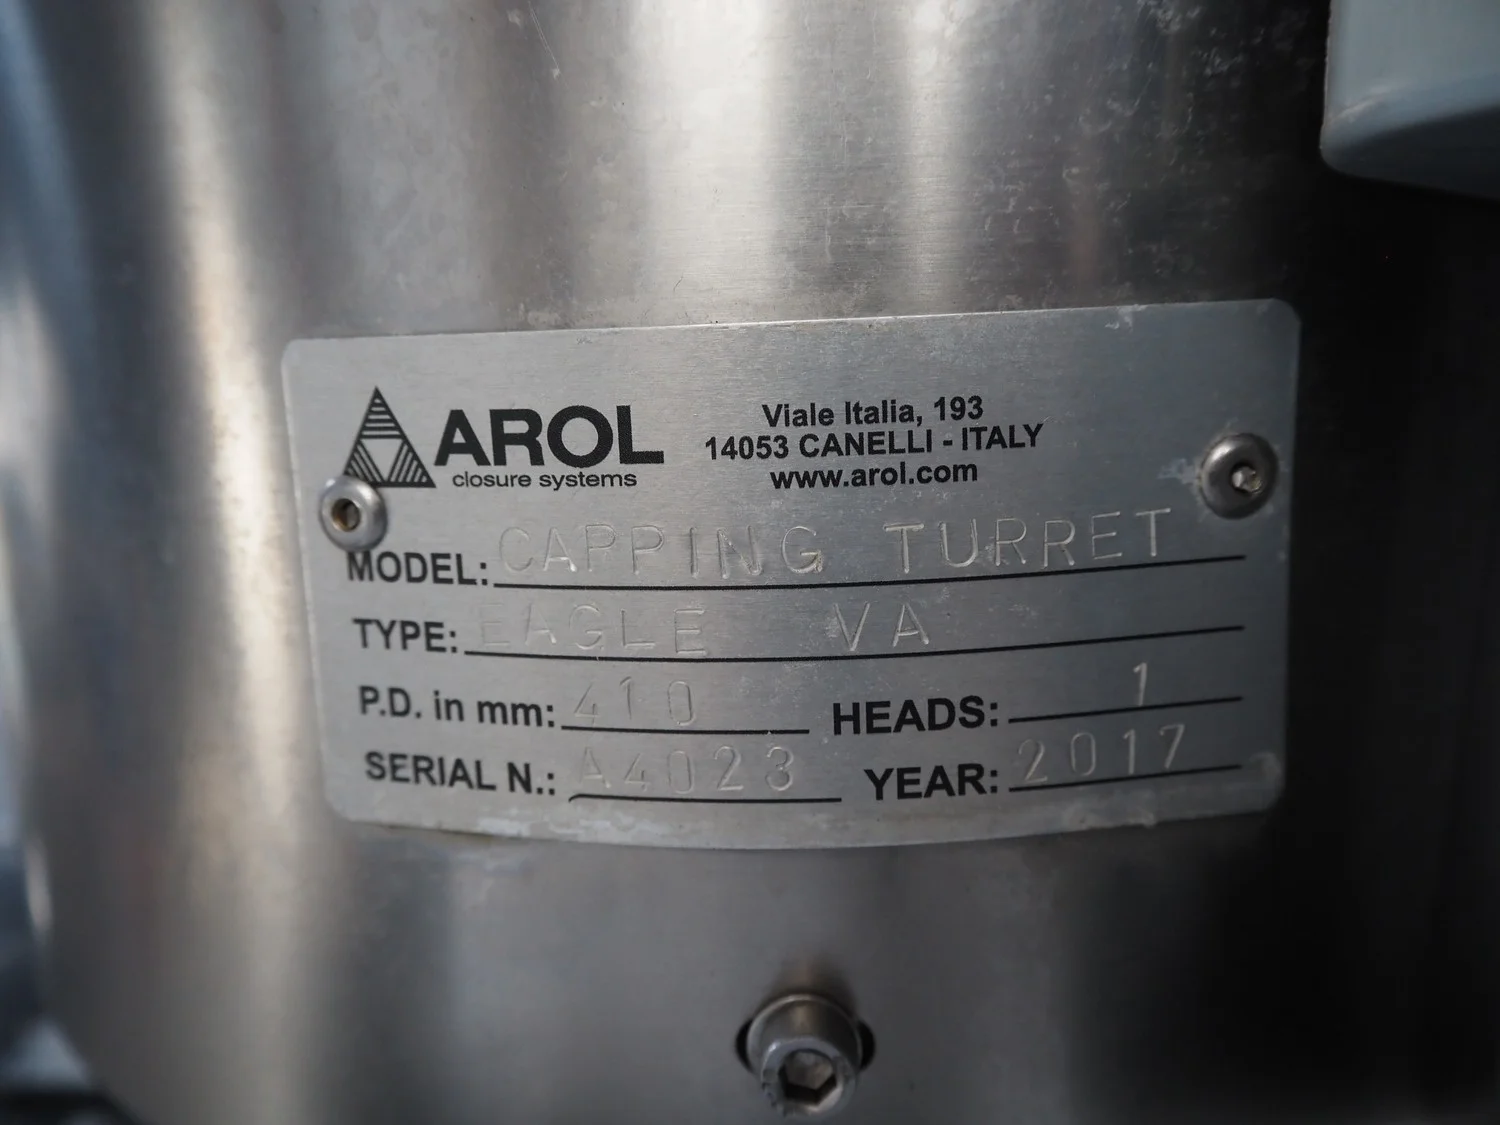 AROL
closure systems
Viale Italia, 193
14053 CANELLI - ITALY
www.arol.com
MODEL: CAPPING TURRET
TYPE: EAGLE VA
P.D. in mm: 410 HEADS: 1
SERIAL N.: A4023 YEAR: 2017